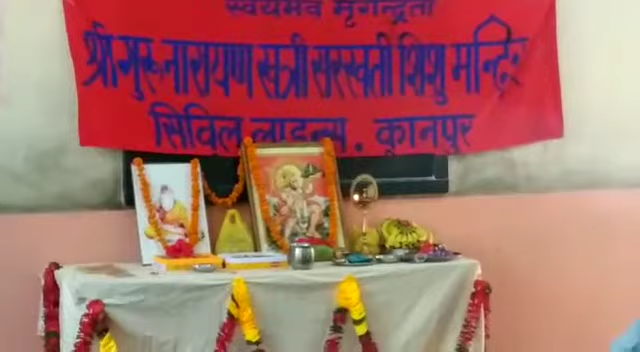 स्वयमेव मृगेन्द्रता
श्री गुरू नारायण खत्री सरस्वती शिशु मन्दिर
सिविल लाइन्स. कानपुर